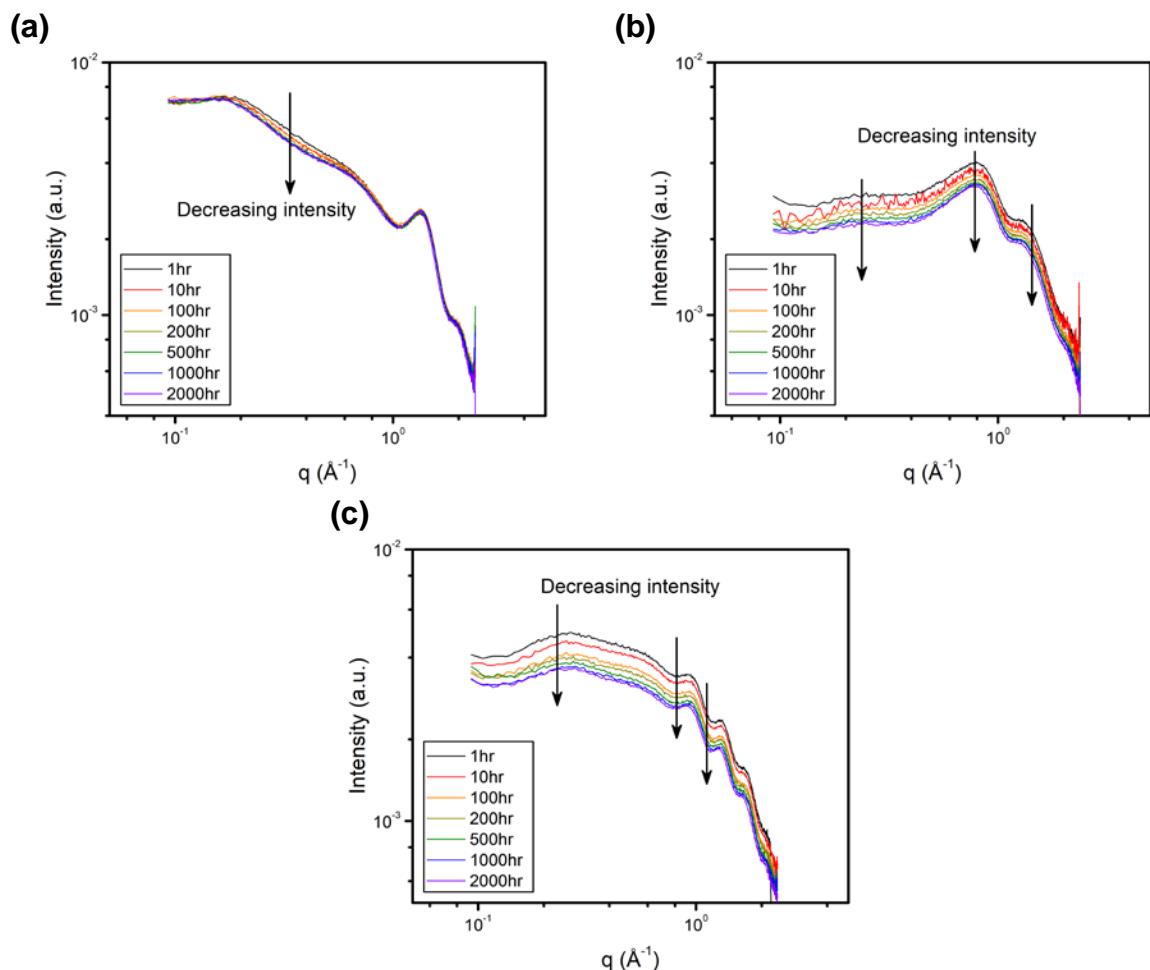 (a)
10⁻²
Decreasing intensity
Intensity (a.u.)
1hr
10hr
100hr
200hr
500hr
1000hr
2000hr
10⁻³
10⁻¹
10⁰
q (Å⁻¹)
(b)
10⁻²
Decreasing intensity
Intensity (a.u.)
1hr
10hr
100hr
200hr
500hr
1000hr
2000hr
10⁻³
10⁻¹
10⁰
q (Å⁻¹)
(c)
10⁻²
Decreasing intensity
Intensity (a.u.)
1hr
10hr
100hr
200hr
500hr
1000hr
2000hr
10⁻³
10⁻¹
10⁰
q (Å⁻¹)